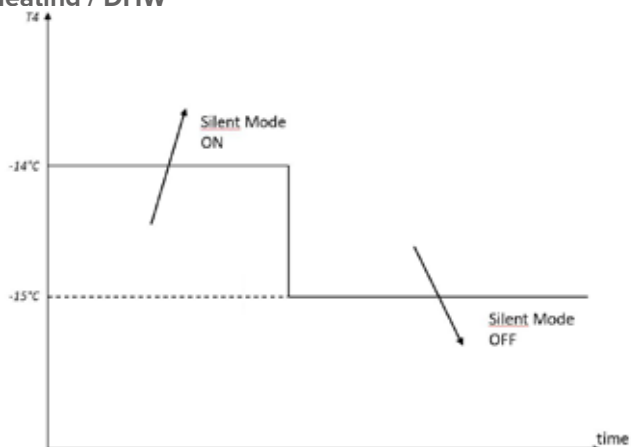 Heating / DHW
T4
Silent Mode
ON
-14°C
-15°C
Silent Mode
OFF
time